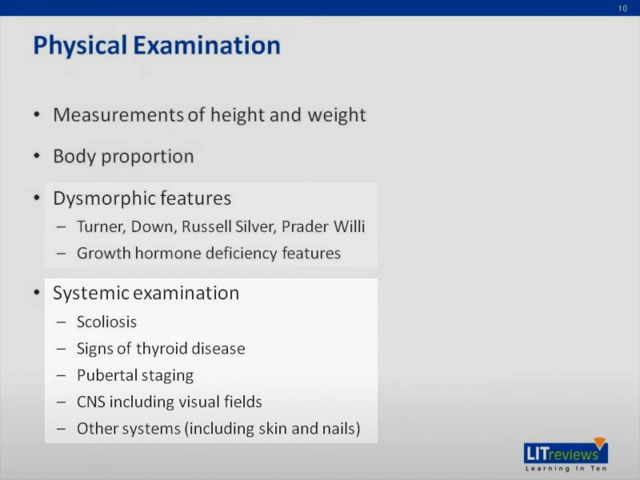 10
Physical Examination
• Measurements of height and weight
• Body proportion
• Dysmorphic features
– Turner, Down, Russell Silver, Prader Willi
– Growth hormone deficiency features
• Systemic examination
– Scoliosis
– Signs of thyroid disease
– Pubertal staging
– CNS including visual fields
– Other systems (including skin and nails)
LITreviews
Learning In Ten